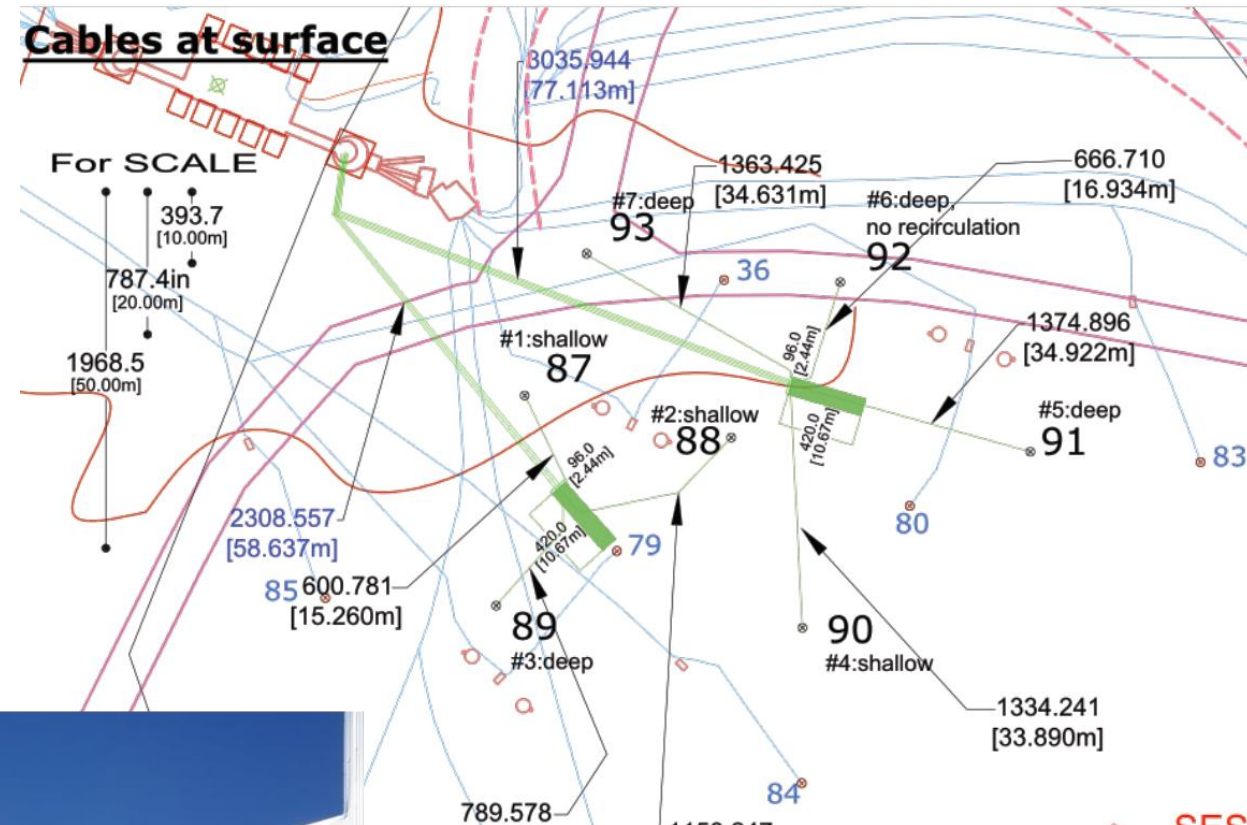 Cables at surface
3035.944
[77.113m]
For SCALE
393.7
[10.00m]
787.4in
[20.00m]
1968.5
[50.00m]
1363.425
[34.631m]
666.710
[16.934m]
#7:deep
93
#6:deep,
no recirculation
92
36
1374.896
[34.922m]
#1:shallow
87
96.0
[2.44m]
#2:shallow
88
420.0
[10.67m]
#5:deep
91
83
96.0
[2.44m]
2308.557
[58.637m]
420.0
[10.67m]
79
80
85
600.781
[15.260m]
89
#3:deep
90
#4:shallow
1334.241
[33.890m]
84
789.578